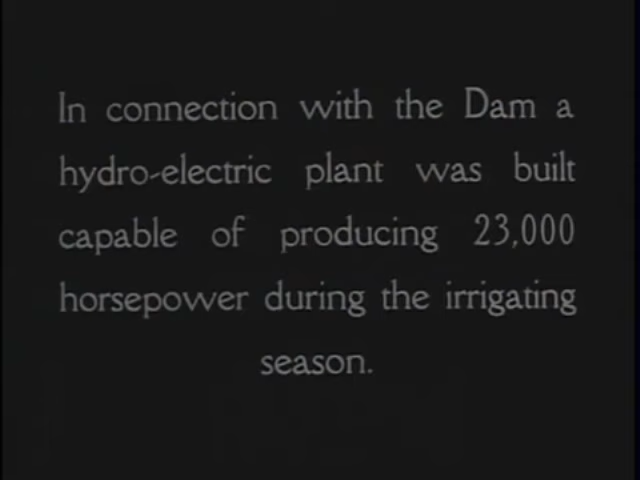 In connection with the Dam a
hydro-electric plant was built
capable of producing 23,000
horsepower during the irrigating
season.